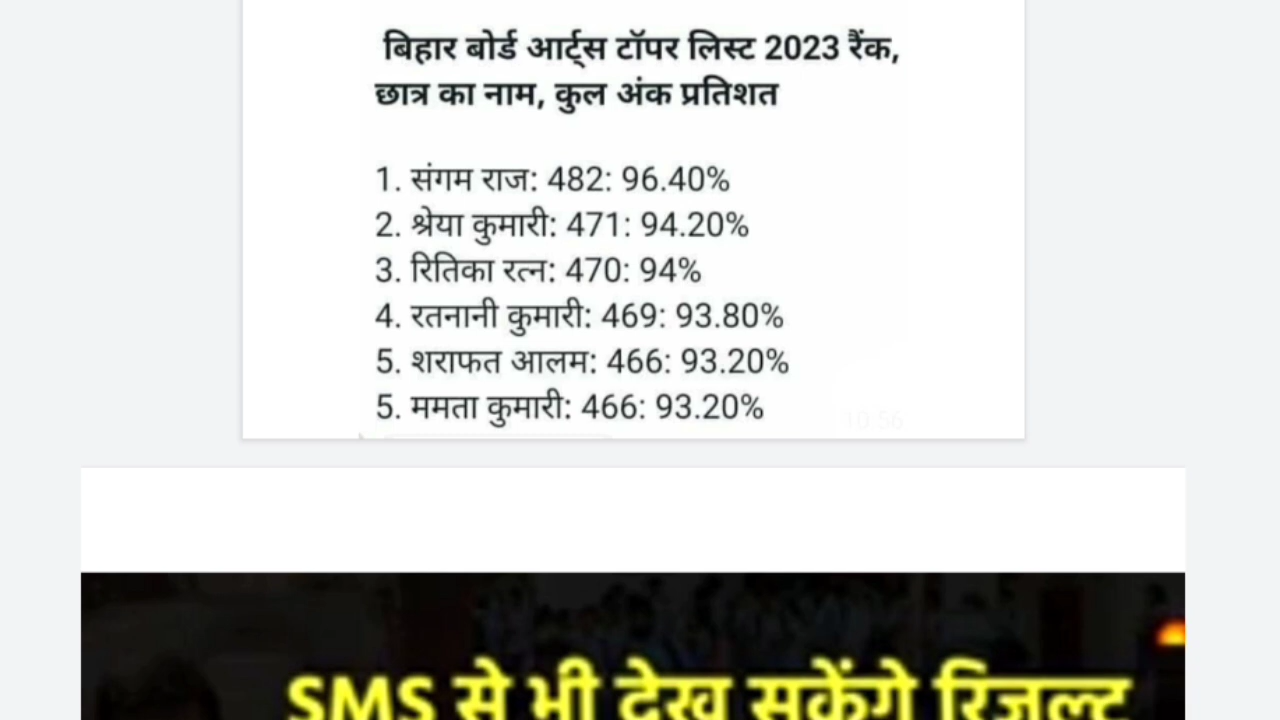 बिहार बोर्ड आर्ट्स टॉपर लिस्ट 2023 रैंक,
छात्र का नाम, कुल अंक प्रतिशत
1. संगम राज: 482: 96.40%
2. श्रेया कुमारी: 471: 94.20%
3. रितिका रत्न: 470: 94%
4. रतनानी कुमारी: 469: 93.80%
5. शराफत आलम: 466: 93.20%
5. ममता कुमारी: 466: 93.20%
10:56
SMS से भी देख सकेंगे रिजल्ट